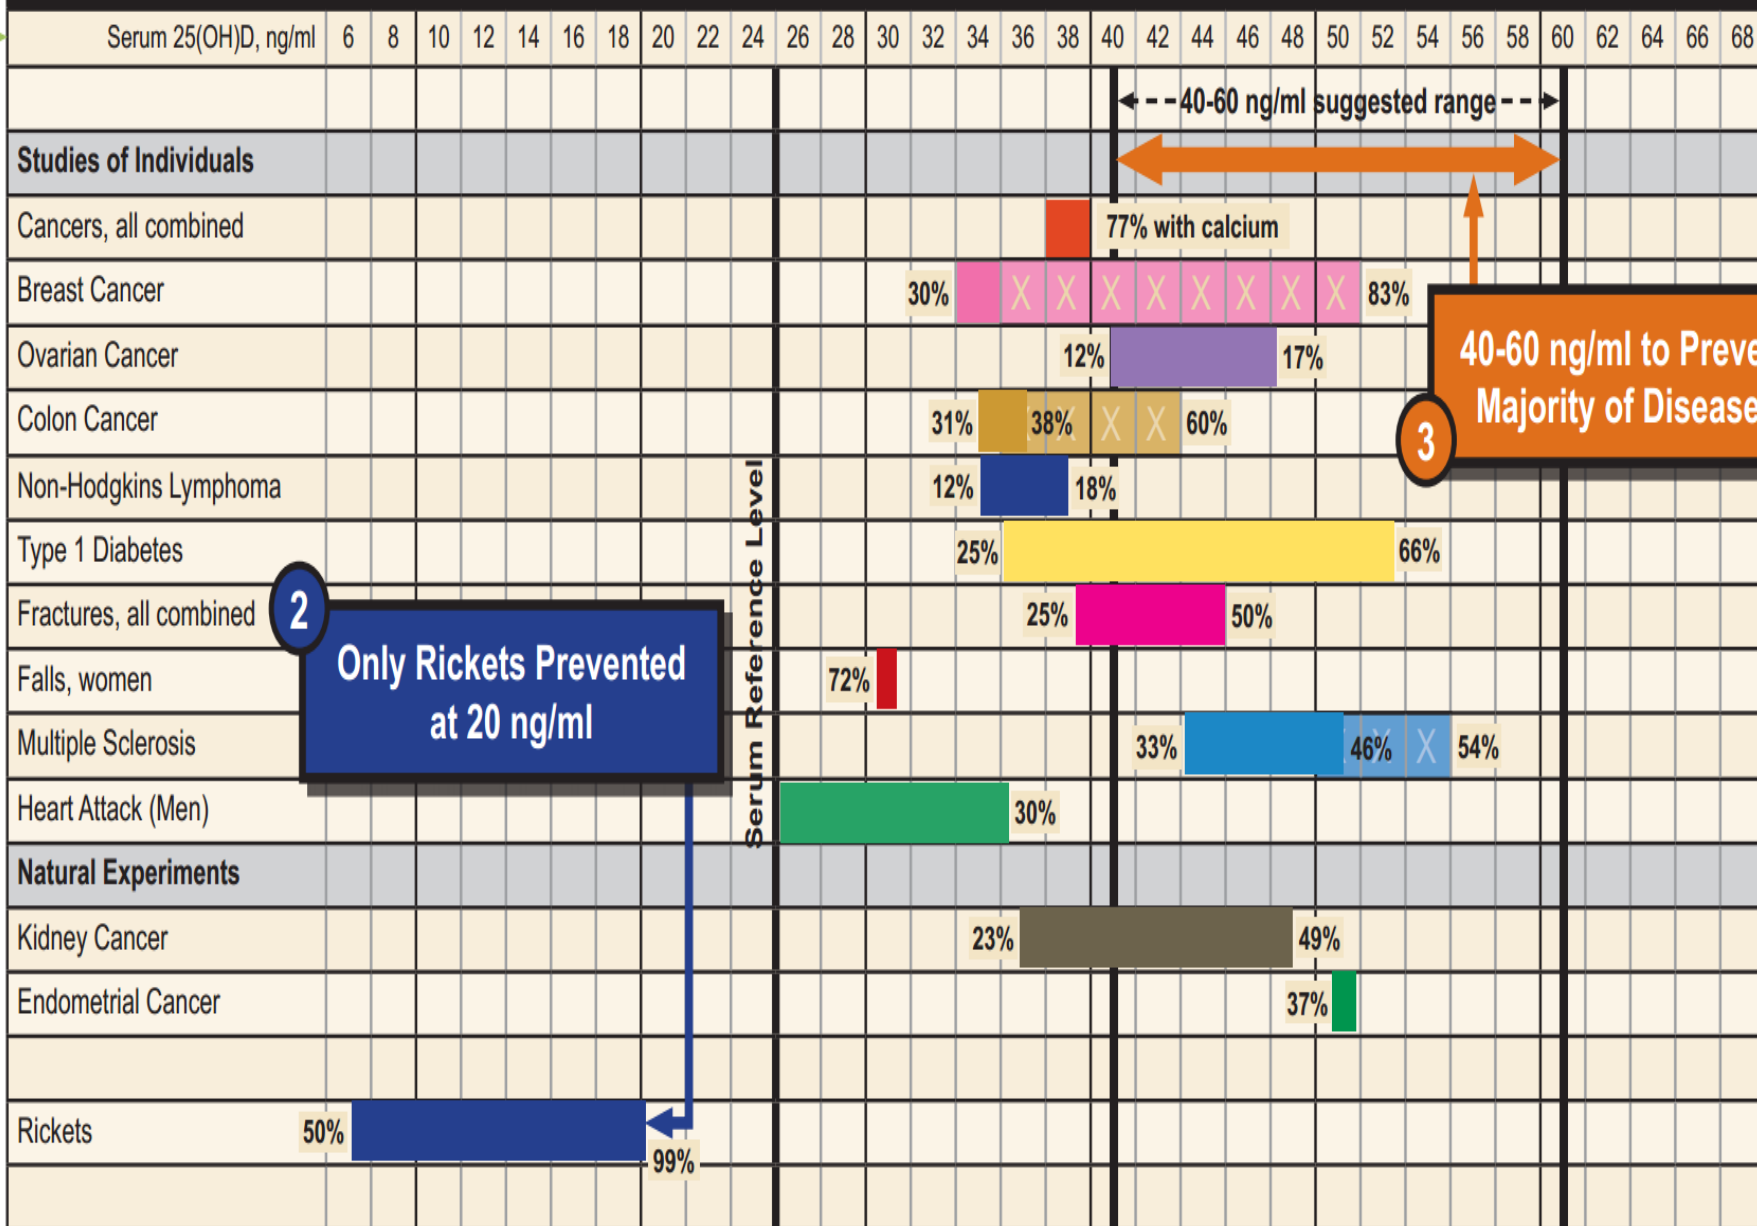 Serum 25(OH)D, ng/ml 6 8 10 12 14 16 18 20 22 24 26 28 30 32 34 36 38 40 42 44 46 48 50 52 54 56 58 60 62 64 66 68
40-60 ng/ml suggested range
Studies of Individuals
Cancers, all combined 77% with calcium
Breast Cancer 30% X X X X X X X X 83%
40-60 ng/ml to Preve
Majority of Disease
3
Ovarian Cancer 12% 17%
Colon Cancer 31% 38% X X X 60%
Non-Hodgkins Lymphoma 12% 18%
Serum Reference Level
Type 1 Diabetes 25% 66%
Fractures, all combined 25% 50%
2
Only Rickets Prevented
at 20 ng/ml
Falls, women 72%
Multiple Sclerosis 33% 46% X X 54%
Heart Attack (Men) 30%
Natural Experiments
Kidney Cancer 23% 49%
Endometrial Cancer 37%
Rickets 50% 99%